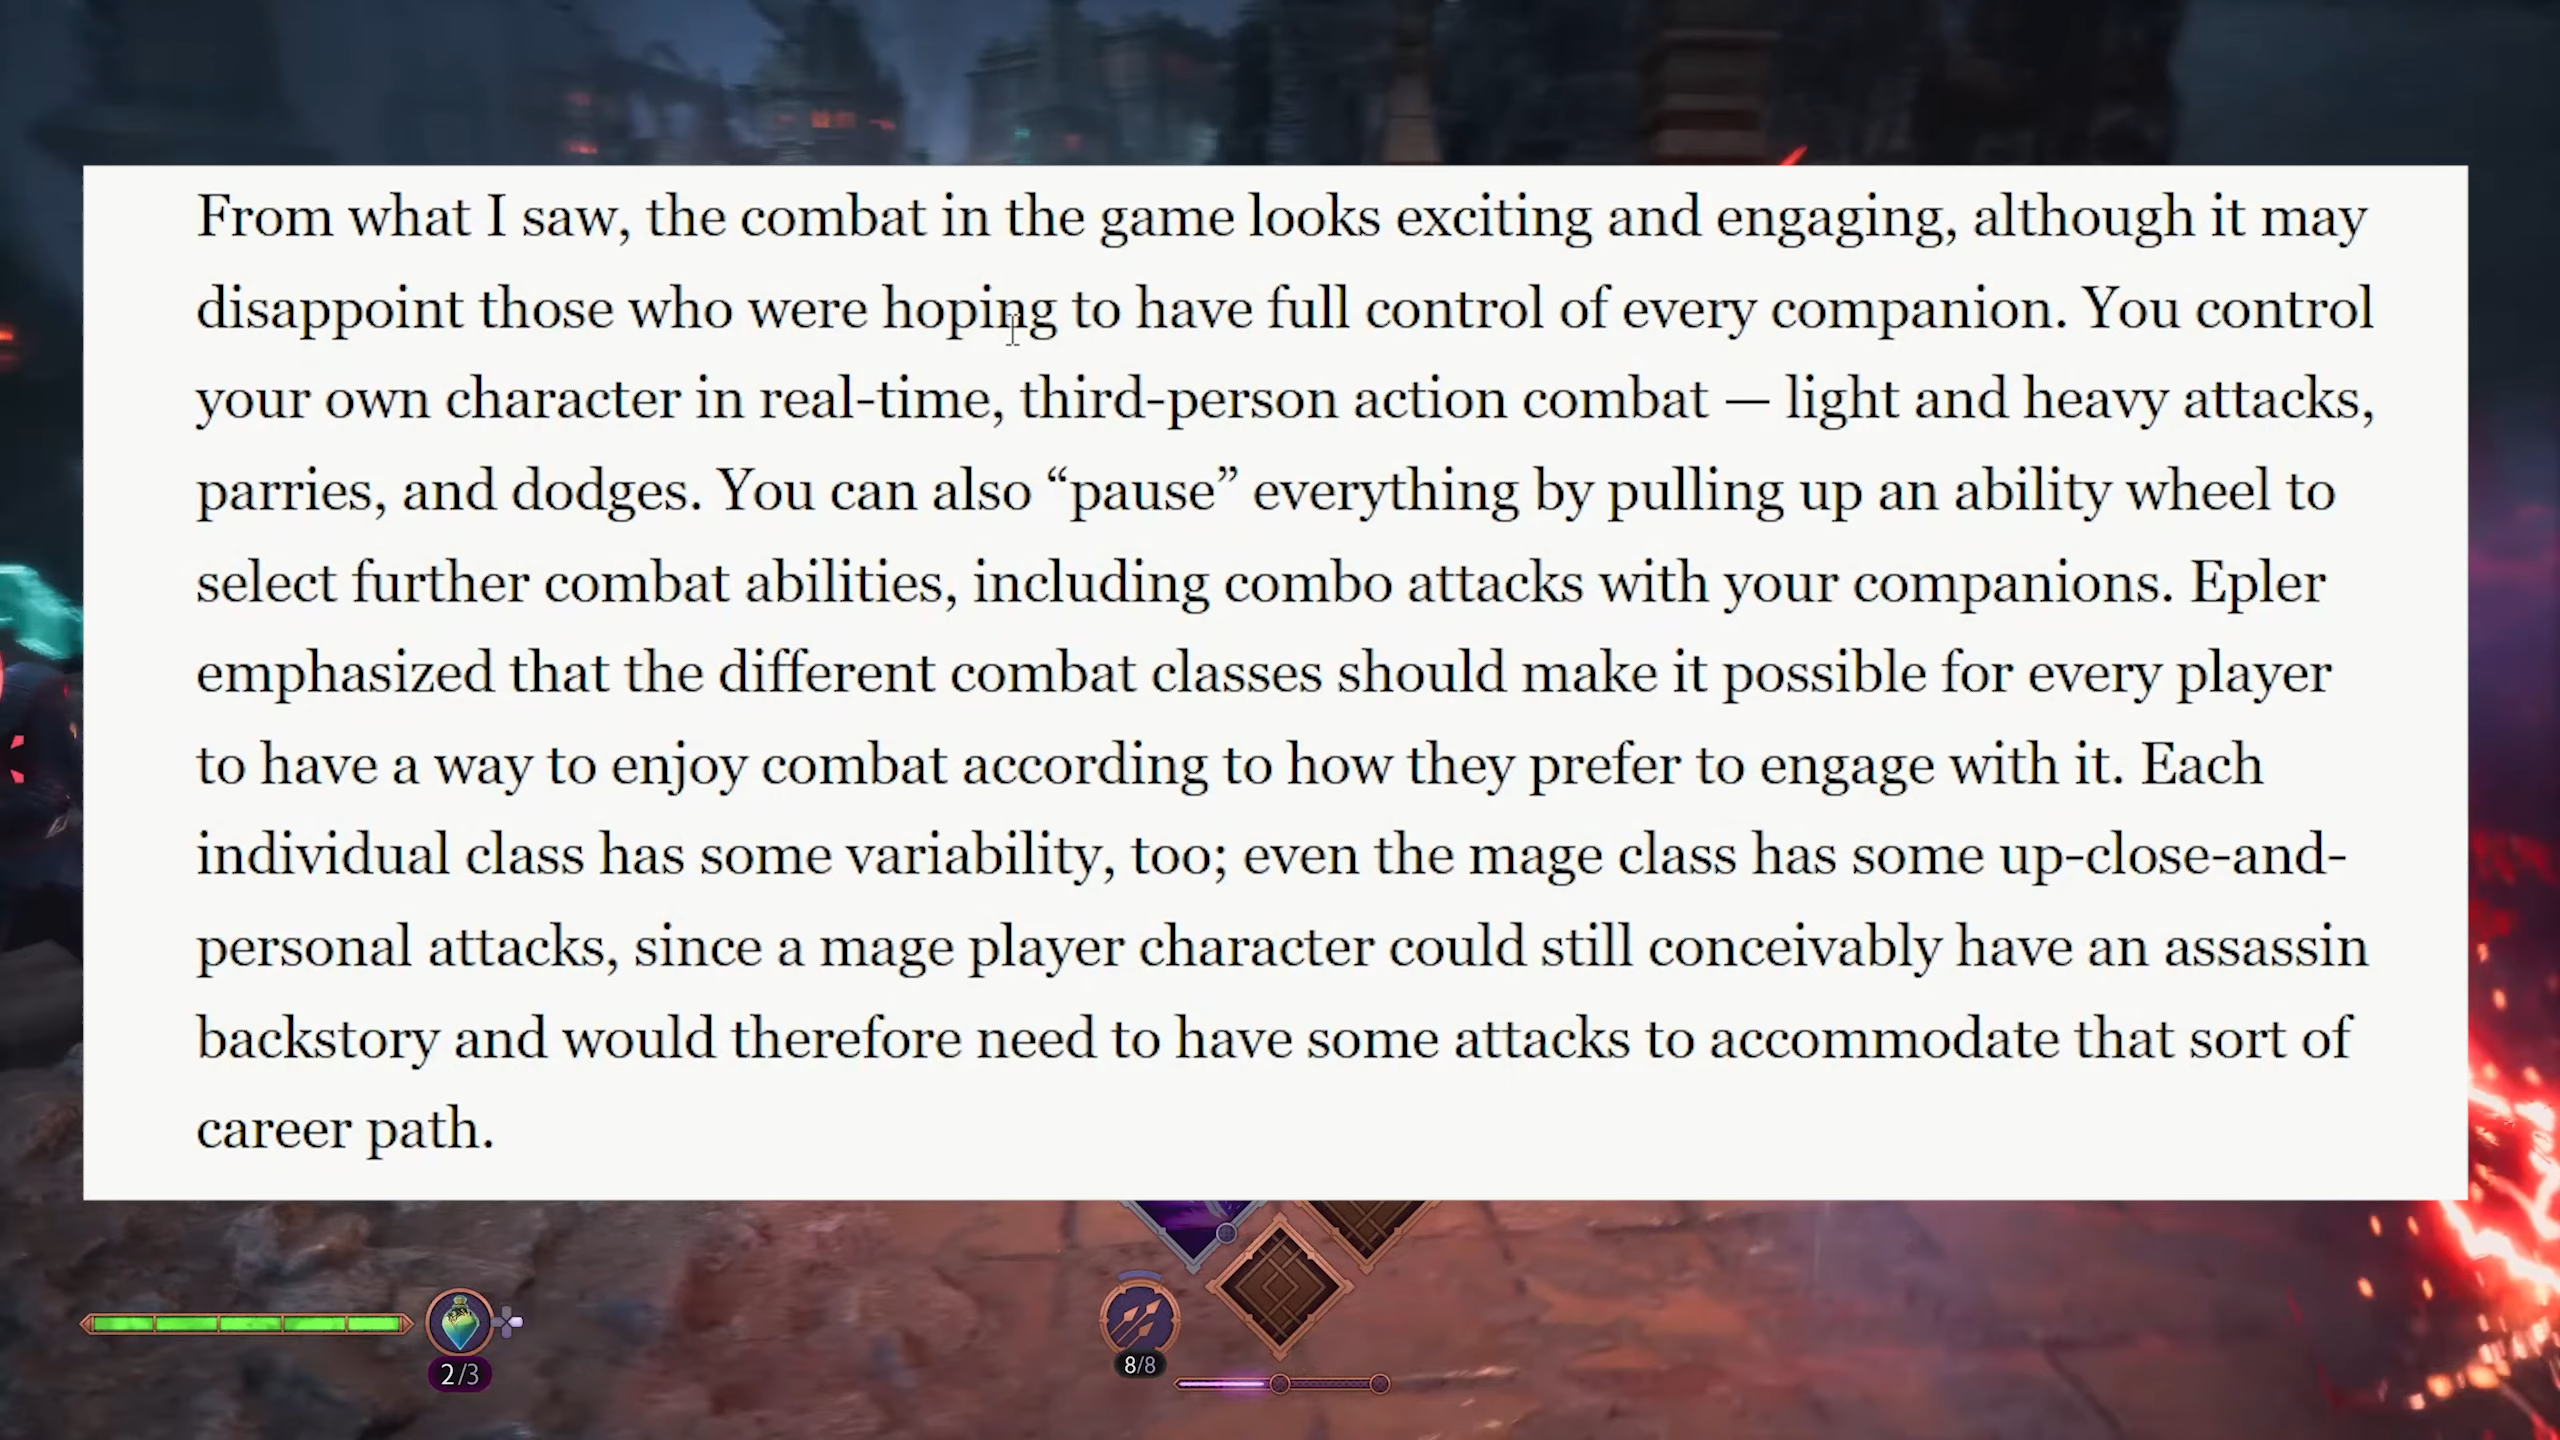 From what I saw, the combat in the game looks exciting and engaging, although it may
disappoint those who were hoping to have full control of every companion. You control
your own character in real-time, third-person action combat — light and heavy attacks,
parries, and dodges. You can also “pause” everything by pulling up an ability wheel to
select further combat abilities, including combo attacks with your companions. Epler
emphasized that the different combat classes should make it possible for every player
to have a way to enjoy combat according to how they prefer to engage with it. Each
individual class has some variability, too; even the mage class has some up-close-and-
personal attacks, since a mage player character could still conceivably have an assassin
backstory and would therefore need to have some attacks to accommodate that sort of
career path.
2/3
8/8